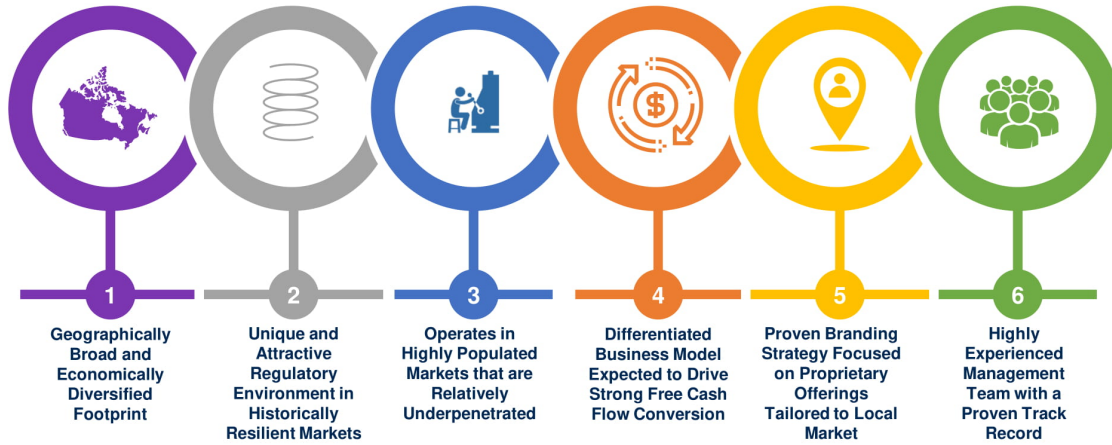 1
Geographically
Broad and
Economically
Diversified
Footprint
2
Unique and
Attractive
Regulatory
Environment in
Historically
Resilient Markets
3
Operates in
Highly Populated
Markets that are
Relatively
Underpenetrated
4
Differentiated
Business Model
Expected to Drive
Strong Free Cash
Flow Conversion
5
Proven Branding
Strategy Focused
on Proprietary
Offerings
Tailored to Local
Market
6
Highly
Experienced
Management
Team with a
Proven Track
Record